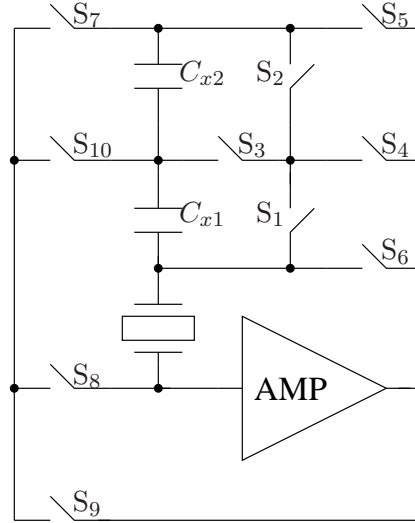 S₇ S₅
Cₓ₂ S₂
S₁₀ S₃ S₄
Cₓ₁ S₁
S₆
S₈ AMP
S₉